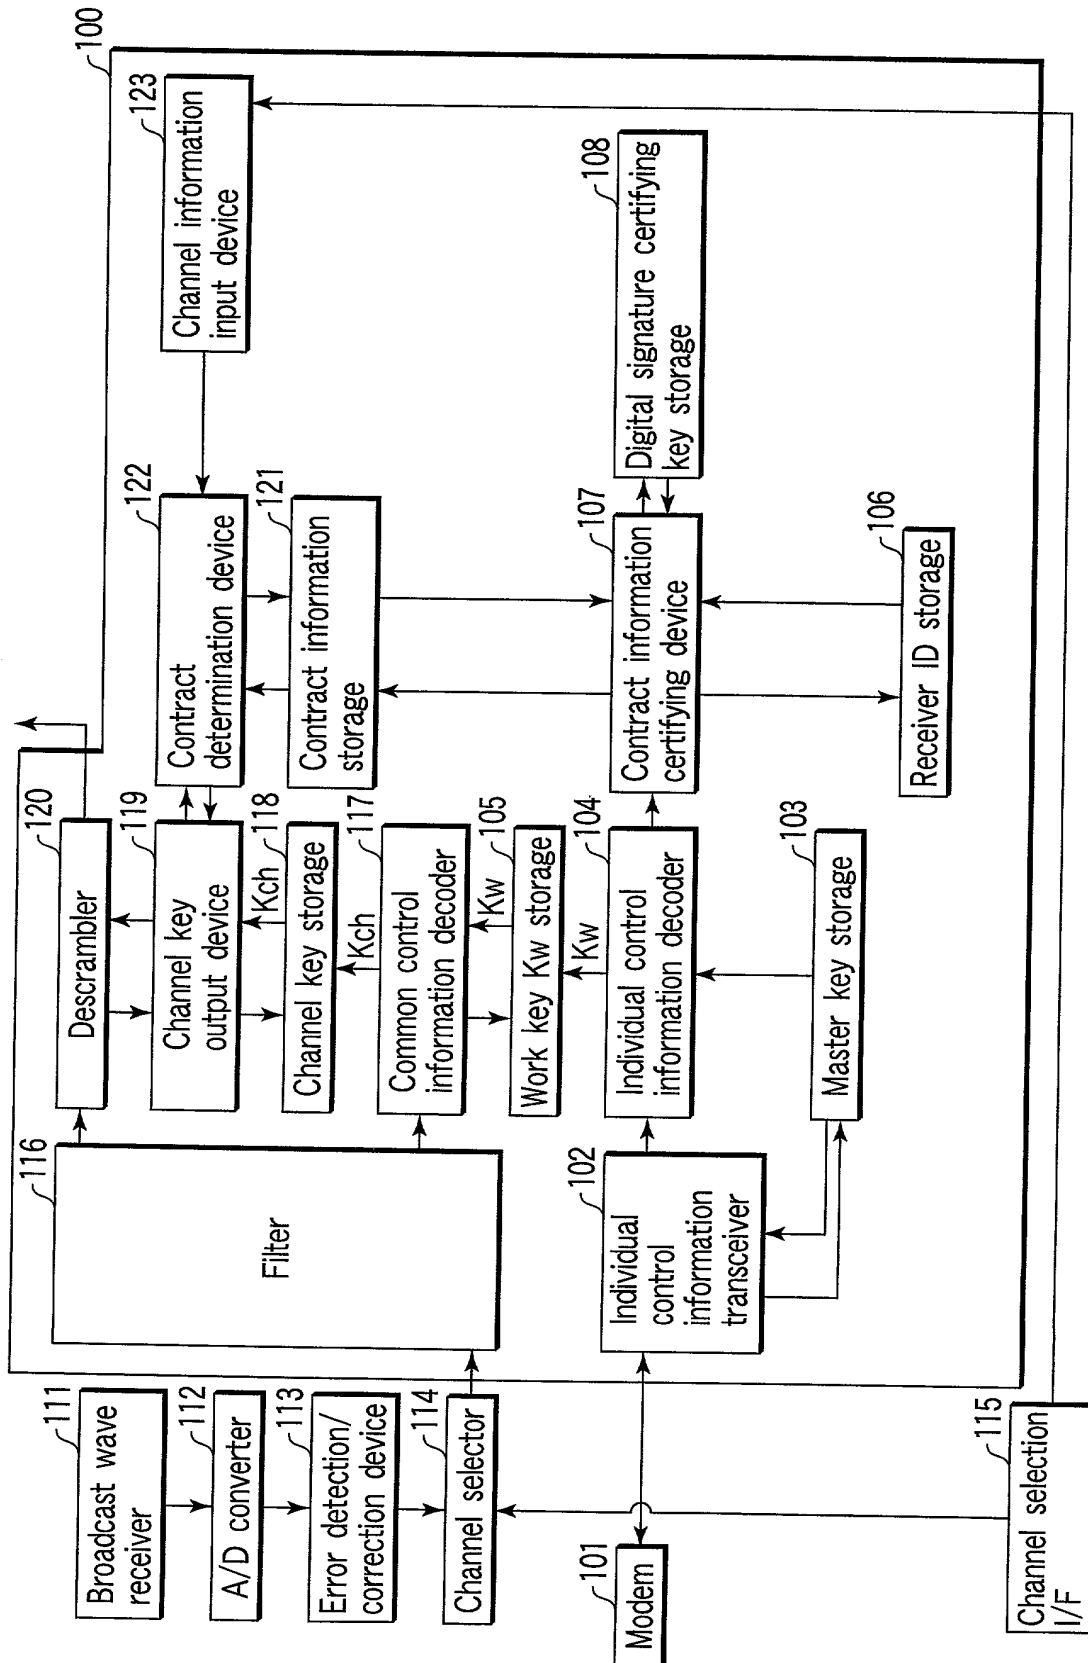 100
111
Broadcast wave
receiver
112
A/D converter
113
Error detection/
correction device
114
Channel selector
101
Modem
115
Channel selection
I/F
116
Filter
102
Individual
control
information
transceiver
120
Descrambler
119
Channel key
output device
Kch
118
Channel key storage
Kch
117
Common control
information decoder
Kw
105
Work key Kw storage
Kw
104
Individual control
information decoder
103
Master key storage
122
Contract
determination device
121
Contract information
storage
107
Contract information
certifying device
106
Receiver ID storage
123
Channel information
input device
108
Digital signature certifying
key storage